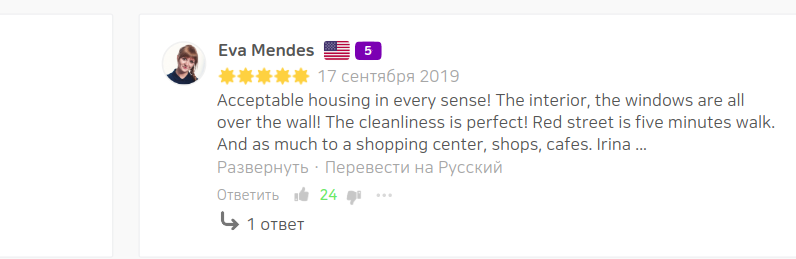 Eva Mendes 5
17 сентября 2019
Acceptable housing in every sense! The interior, the windows are all
over the wall! The cleanliness is perfect! Red street is five minutes walk.
And as much to a shopping center, shops, cafes. Irina ...
Развернуть · Перевести на Русский
Ответить 24
1 ответ